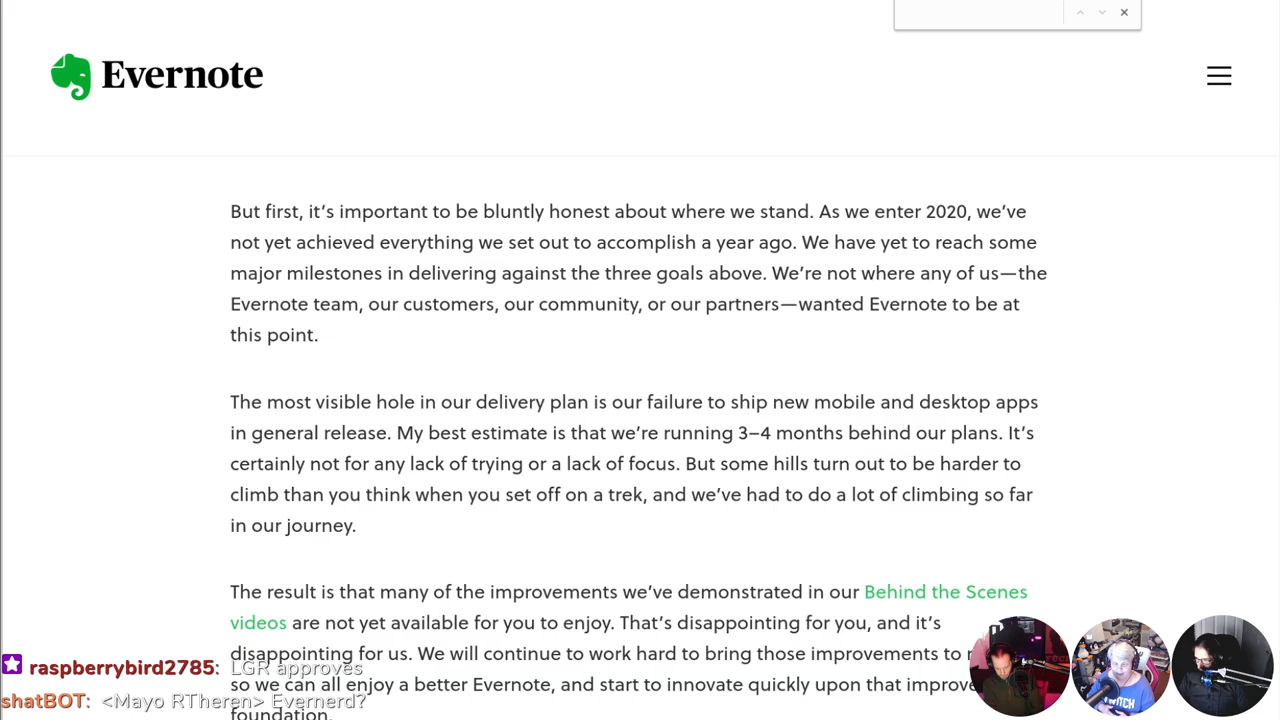 Evernote
But first, it's important to be bluntly honest about where we stand. As we enter 2020, we've
not yet achieved everything we set out to accomplish a year ago. We have yet to reach some
major milestones in delivering against the three goals above. We're not where any of us—the
Evernote team, our customers, our community, or our partners—wanted Evernote to be at
this point.
The most visible hole in our delivery plan is our failure to ship new mobile and desktop apps
in general release. My best estimate is that we're running 3–4 months behind our plans. It's
certainly not for any lack of trying or a lack of focus. But some hills turn out to be harder to
climb than you think when you set off on a trek, and we've had to do a lot of climbing so far
in our journey.
The result is that many of the improvements we've demonstrated in our Behind the Scenes
videos are not yet available for you to enjoy. That's disappointing for you, and it's
disappointing for us. We will continue to work hard to bring those improvements to
so we can all enjoy a better Evernote, and start to innovate quickly upon that
foundation.
raspberrybird2785: LGR approves
shatBOT: <Mayo RTheren> Evernerd?
TWITCH